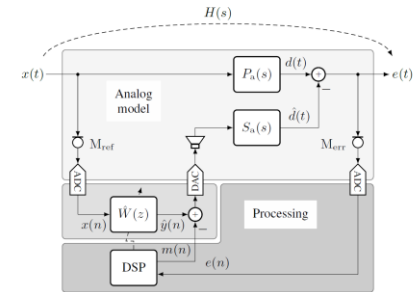 H(s)
x(t)
P_a(s)
d(t)
e(t)
Analog
model
S_a(s)
d̂(t)
M_ref
M_err
ADC
DAC
ADC
Ŵ(z)
x(n)
ŷ(n)
Processing
m(n)
DSP
e(n)